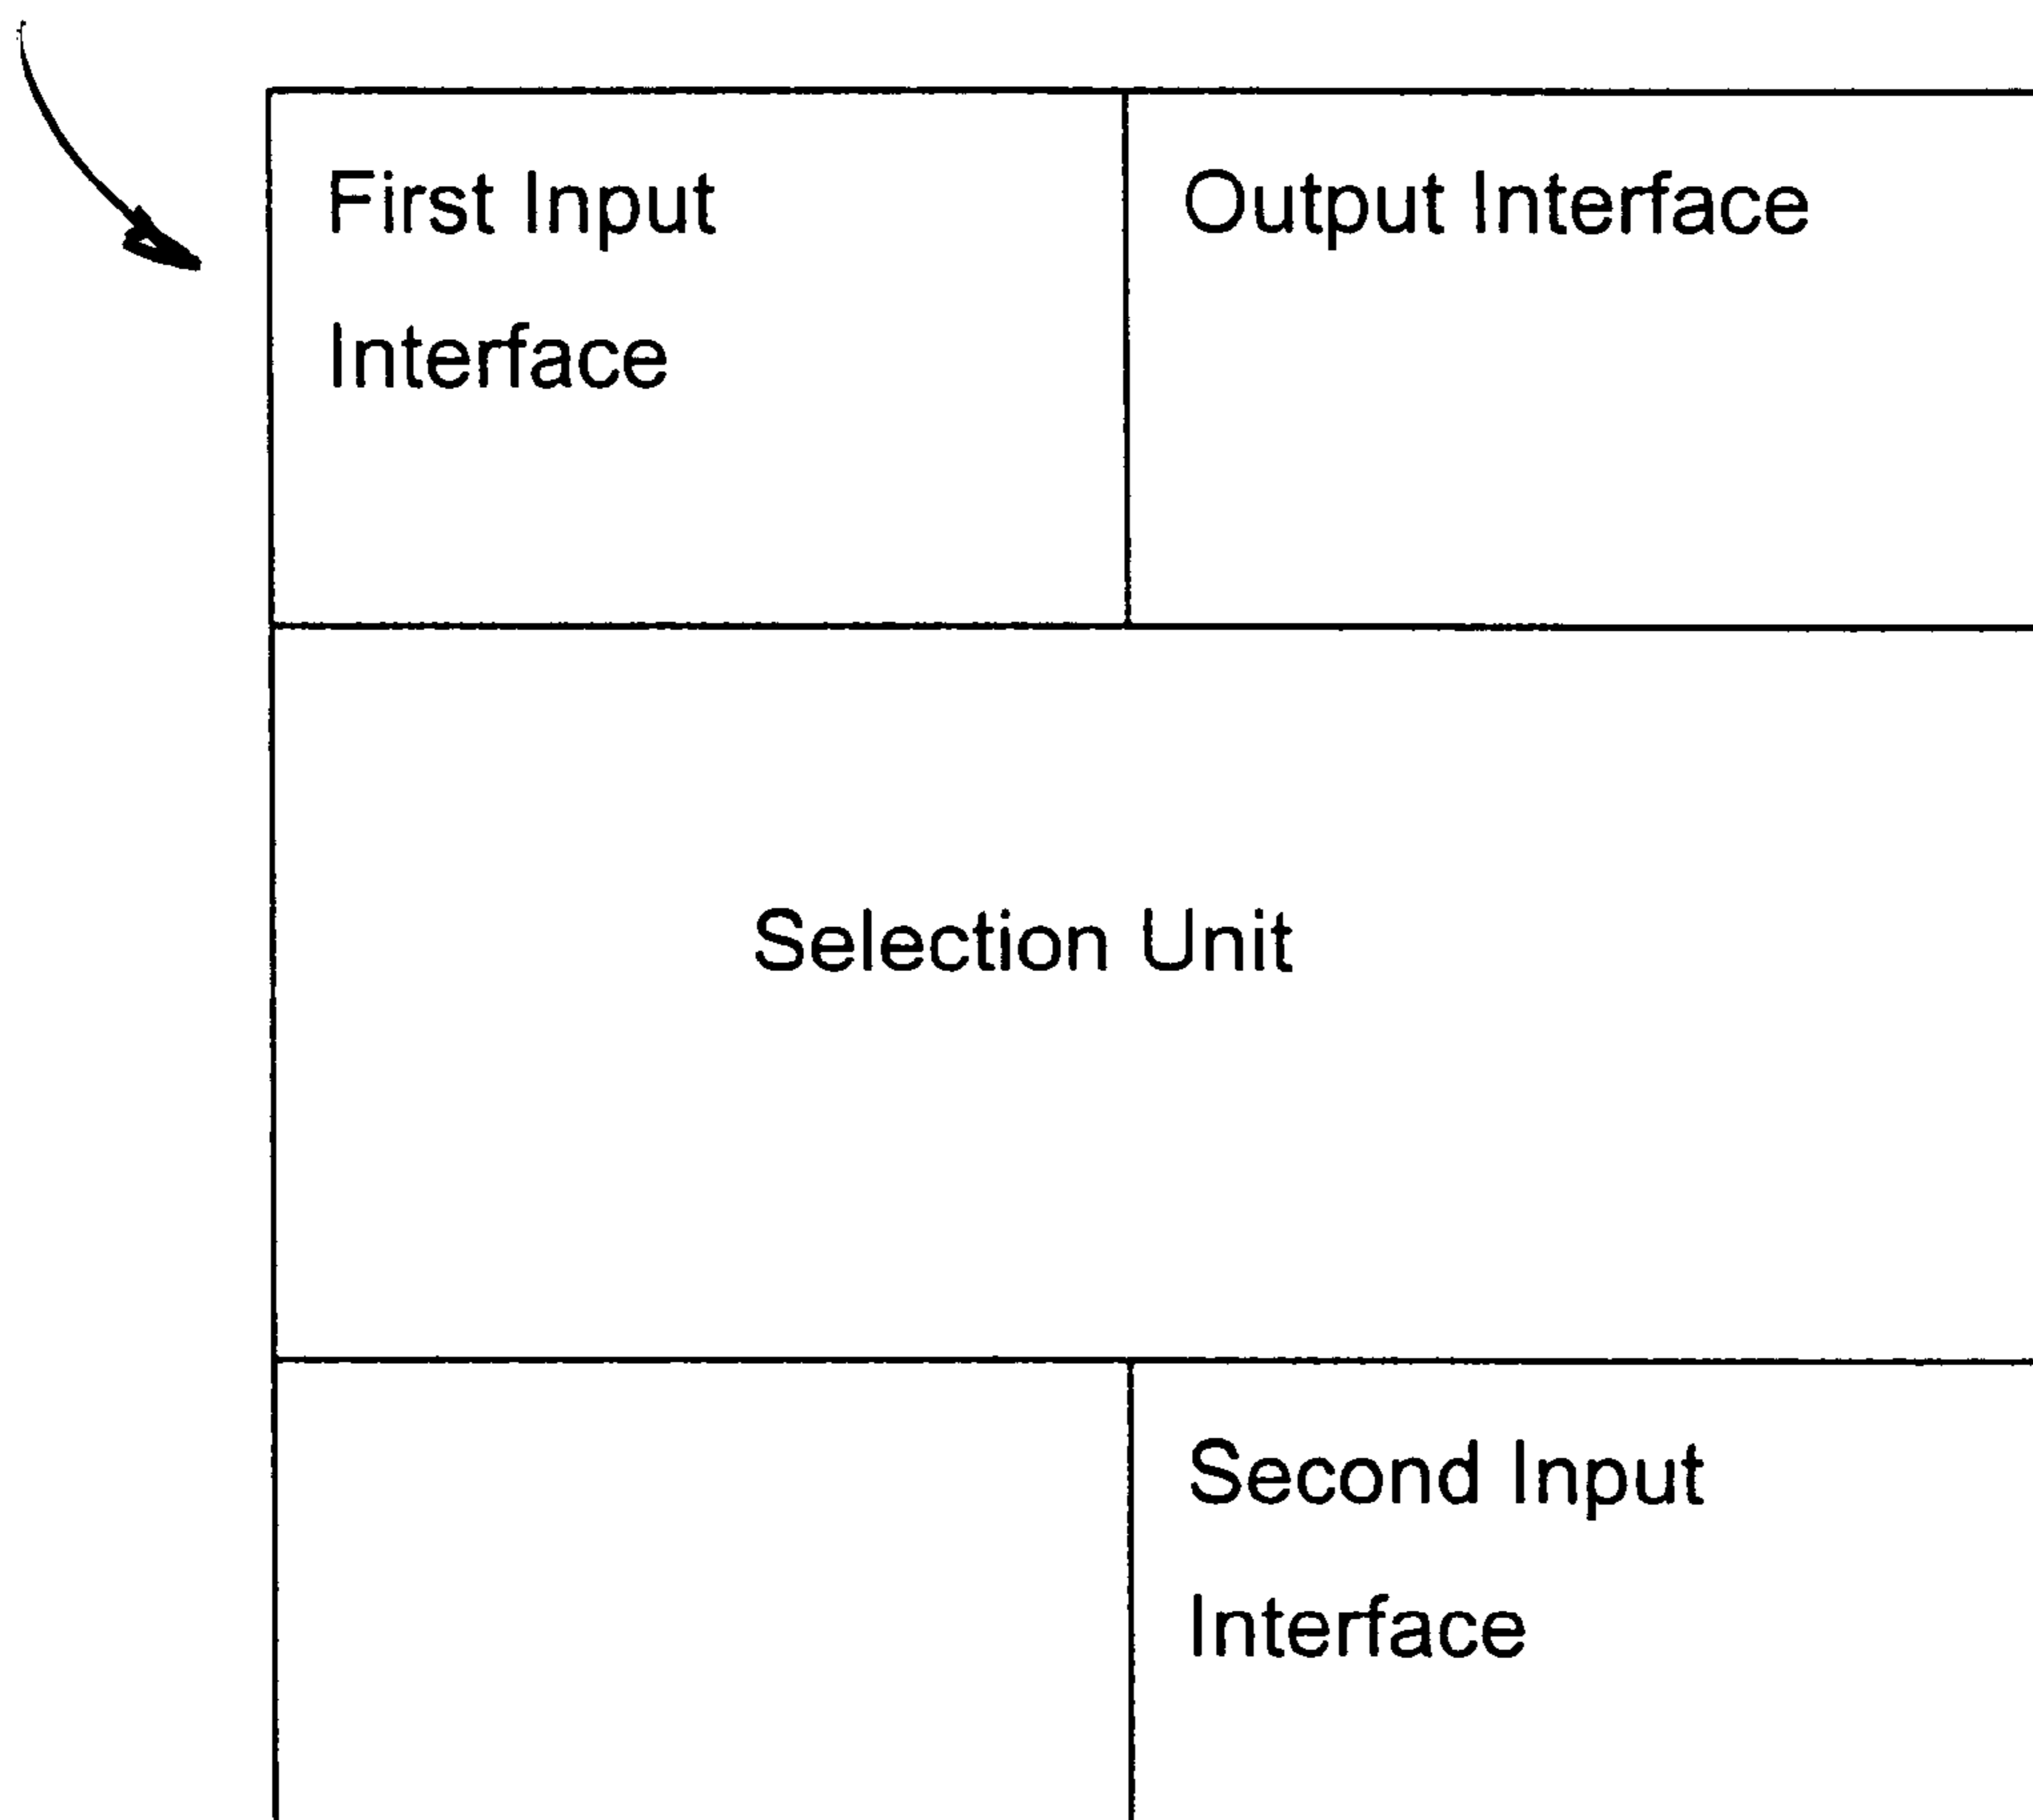 First Input
Interface
Output Interface
Selection Unit
Second Input
Interface